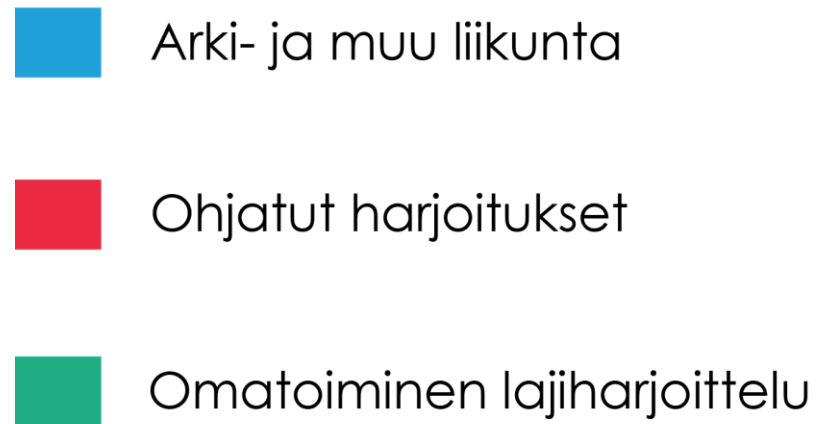 Arki- ja muu liikunta
Ohjatut harjoitukset
Omatoiminen lajiharjoittelu